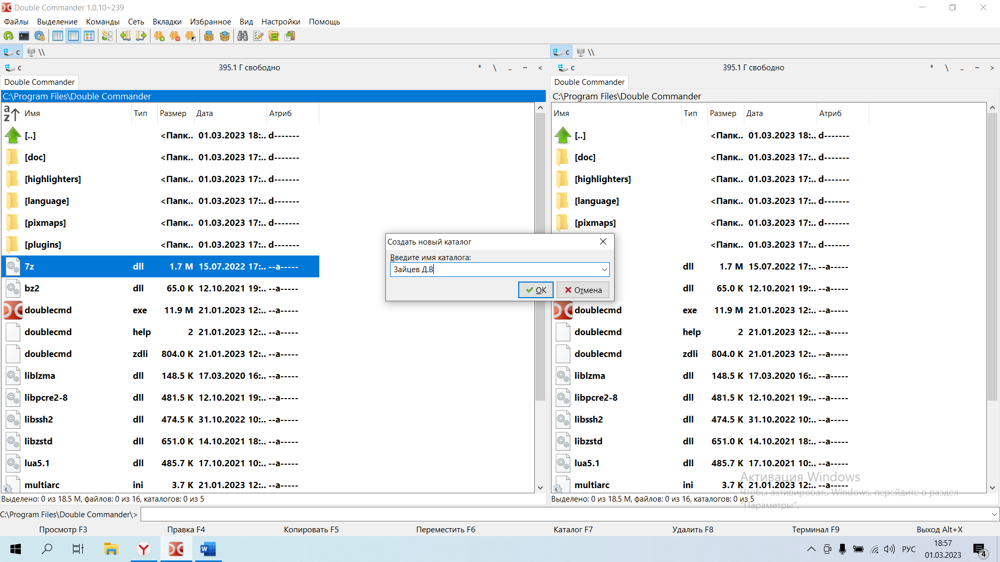 Double Commander 1.0.10~239
Файлы Выделение Команды Сеть Вкладки Избранное Вид Настройки Помощь
c \\ c \\
c 395.1 Г свободно * \ .. ~ < c 395.1 Г свободно * \ .. ~ >
Double Commander Double Commander
C:\Program Files\Double Commander C:\Program Files\Double Commander
a z Имя Тип Размер Дата Атриб Имя Тип Размер Дата Атриб
[..] <Папк.. 01.03.2023 18:.. d------- [..] <Папк.. 01.03.2023 18:.. d-------
[doc] <Папк.. 01.03.2023 17:.. d------- [doc] <Папк.. 01.03.2023 17:.. d-------
[highlighters] <Папк.. 01.03.2023 17:.. d------- [highlighters] <Папк.. 01.03.2023 17:.. d-------
[language] <Папк.. 01.03.2023 17:.. d------- [language] <Папк.. 01.03.2023 17:.. d-------
[pixmaps] <Папк.. 01.03.2023 17:.. d------- [pixmaps] <Папк.. 01.03.2023 17:.. d-------
[plugins] <Папк.. 01.03.2023 17:.. d------- <Папк.. 01.03.2023 17:.. d-------
7z dll 1.7 M 15.07.2022 17:.. --a----- dll 1.7 M 15.07.2022 17:.. --a-----
bz2 dll 65.0 K 12.10.2021 19:.. --a----- dll 65.0 K 12.10.2021 19:.. --a-----
doublecmd exe 11.9 M 21.01.2023 12:.. --a----- doublecmd exe 11.9 M 21.01.2023 12:.. --a-----
doublecmd help 2 21.01.2023 12:.. --a----- doublecmd help 2 21.01.2023 12:.. --a-----
doublecmd zdli 804.0 K 21.01.2023 12:.. --a----- doublecmd zdli 804.0 K 21.01.2023 12:.. --a-----
liblzma dll 148.5 K 17.03.2020 16:.. --a----- liblzma dll 148.5 K 17.03.2020 16:.. --a-----
libpcre2-8 dll 481.5 K 12.10.2021 19:.. --a----- libpcre2-8 dll 481.5 K 12.10.2021 19:.. --a-----
libssh2 dll 474.5 K 31.10.2022 10:.. --a----- libssh2 dll 474.5 K 31.10.2022 10:.. --a-----
libzstd dll 651.0 K 14.10.2021 18:.. --a----- libzstd dll 651.0 K 14.10.2021 18:.. --a-----
lua5.1 dll 485.7 K 17.10.2021 10:.. --a----- lua5.1 dll 485.7 K 17.10.2021 10:.. --a-----
multiarc ini 3.7 K 21.01.2023 12:.. --a----- multiarc ini 3.7 K 21.01.2023 12:.. --a-----
Выделено: 0 из 18.5 M, файлов: 0 из 16, каталогов: 0 из 5 Выделено: 0 из 18.5 M, файлов: 0 из 16, каталогов: 0 из 5
Создать новый каталог
Введите имя каталога:
Зайцев Д.В
OK Отмена
Активация Windows
Чтобы активировать Windows, перейдите в раздел
"Параметры".
C:\Program Files\Double Commander\>
Просмотр F3 Правка F4 Копировать F5 Переместить F6 Каталог F7 Удалить F8 Терминал F9 Выход Alt+X
РУС 18:57
01.03.2023
4